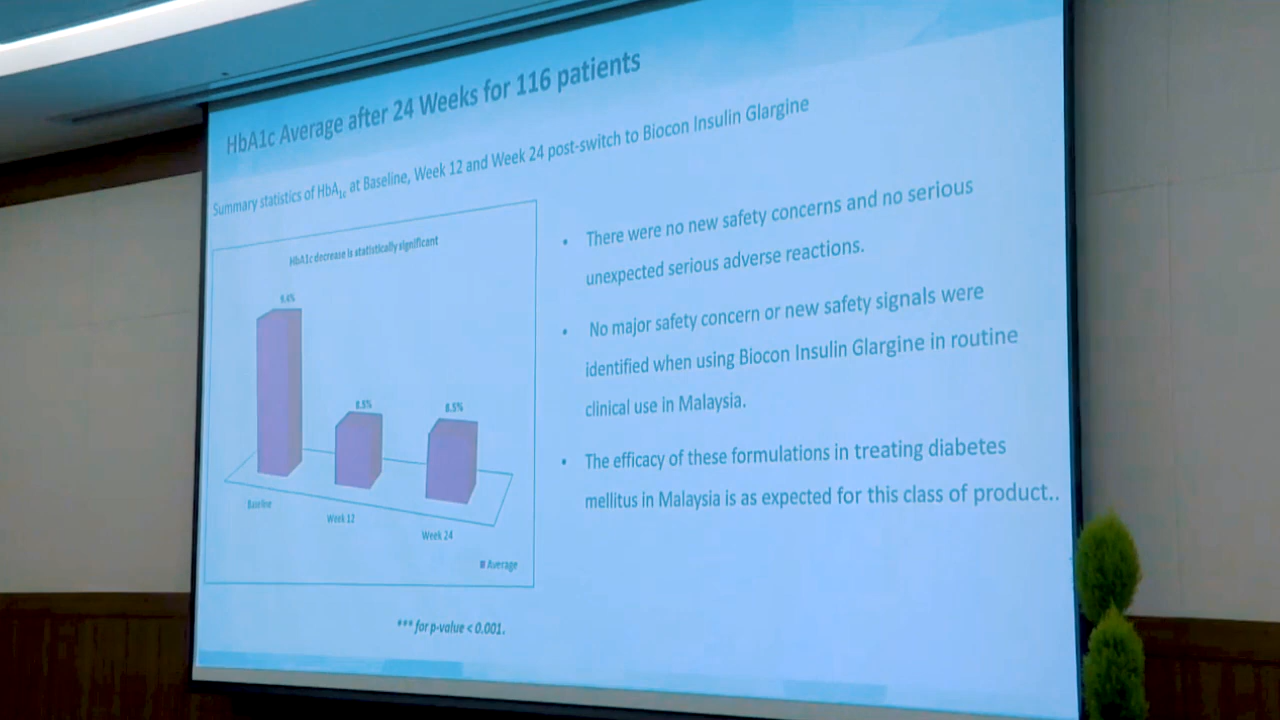 HbA1c Average after 24 Weeks for 116 patients
Summary statistics of HbA1c at Baseline, Week 12 and Week 24 post-switch to Biocon Insulin Glargine
HbA1c decrease is statistically significant
9.4%
8.5%
8.5%
Baseline
Week 12
Week 24
Average
*** for p-value < 0.001.
• There were no new safety concerns and no serious
unexpected serious adverse reactions.
• No major safety concern or new safety signals were
identified when using Biocon Insulin Glargine in routine
clinical use in Malaysia.
• The efficacy of these formulations in treating diabetes
mellitus in Malaysia is as expected for this class of product..